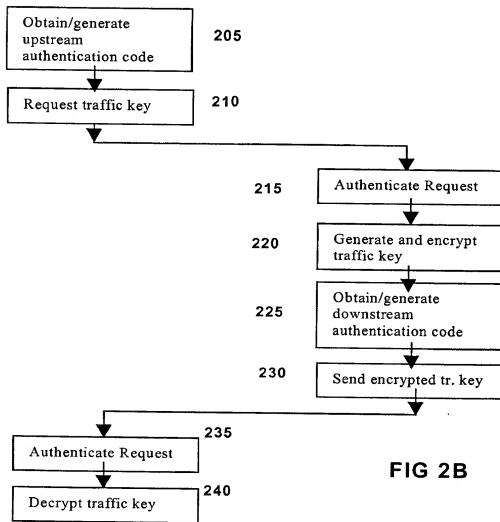 Obtain/generate
upstream
authentication code
205
Request traffic key
210
215
Authenticate Request
220
Generate and encrypt
traffic key
225
Obtain/generate
downstream
authentication code
230
Send encrypted tr. key
235
Authenticate Request
240
Decrypt traffic key
FIG 2B